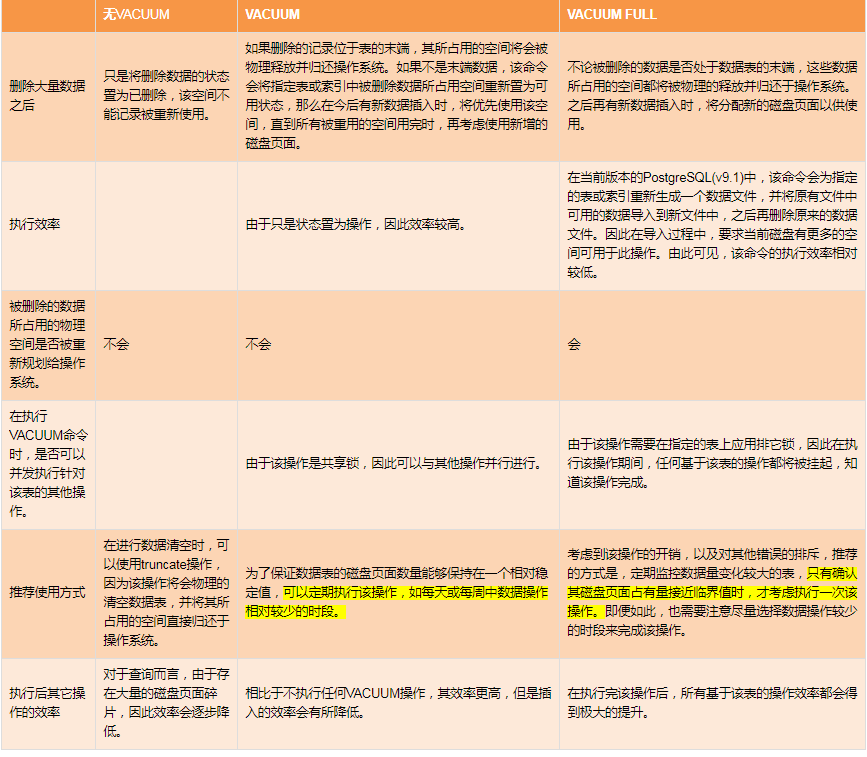 无VACUUM
VACUUM
VACUUM FULL
删除大量数据
之后
只是将删除数据的状态
置为已删除，该空间不
能记录被重新使用。
如果删除的记录位于表的末端，其所占用的空间将会被
物理释放并归还操作系统。如果不是末端数据，该命令
会将指定表或索引中被删除数据所占用空间重新置为可
用状态，那么在今后有新数据插入时，将优先使用该空
间，直到所有被重用的空间用完时，再考虑使用新增的
磁盘页面。
不论被删除的数据是否处于数据表的末端，这些数据
所占用的空间都将被物理的释放并归还于操作系统。
之后再有新数据插入时，将分配新的磁盘页面以供使
用。
执行效率
由于只是状态置为操作，因此效率较高。
在当前版本的PostgreSQL(v9.1)中，该命令会为指定
的表或索引重新生成一个数据文件，并将原有文件中
可用的数据导入到新文件中，之后再删除原来的数据
文件。因此在导入过程中，要求当前磁盘有更多的空
间可用于此操作。由此可见，该命令的执行效率相对
较低。
被删除的数据
所占用的物理
空间是否被重
新规划给操作
系统。
不会
不会
会
在执行
VACUUM命令
时，是否可以
并发执行针对
该表的其他操
作。
由于该操作是共享锁，因此可以与其他操作并行进行。
由于该操作需要在指定的表上应用排它锁，因此在执
行该操作期间，任何基于该表的操作都将被挂起，知
道该操作完成。
推荐使用方式
在进行数据清空时，可
以使用truncate操作，
因为该操作将会物理的
清空数据表，并将其所
占用的空间直接归还于
操作系统。
为了保证数据表的磁盘页面数量能够保持在一个相对稳
定值，可以定期执行该操作，如每天或每周中数据操作
相对较少的时段。
考虑到该操作的开销，以及对其他错误的排斥，推荐
的方式是，定期监控数据量变化较大的表，只有确认
其磁盘页面占有量接近临界值时，才考虑执行一次该
操作。即便如此，也需要注意尽量选择数据操作较少
的时段来完成该操作。
执行后其它操
作的效率
对于查询而言，由于存
在大量的磁盘页面碎
片，因此效率会逐步降
低。
相比于不执行任何VACUUM操作，其效率更高，但是插
入的效率会有所降低。
在执行完该操作后，所有基于该表的操作效率都会得
到极大的提升。